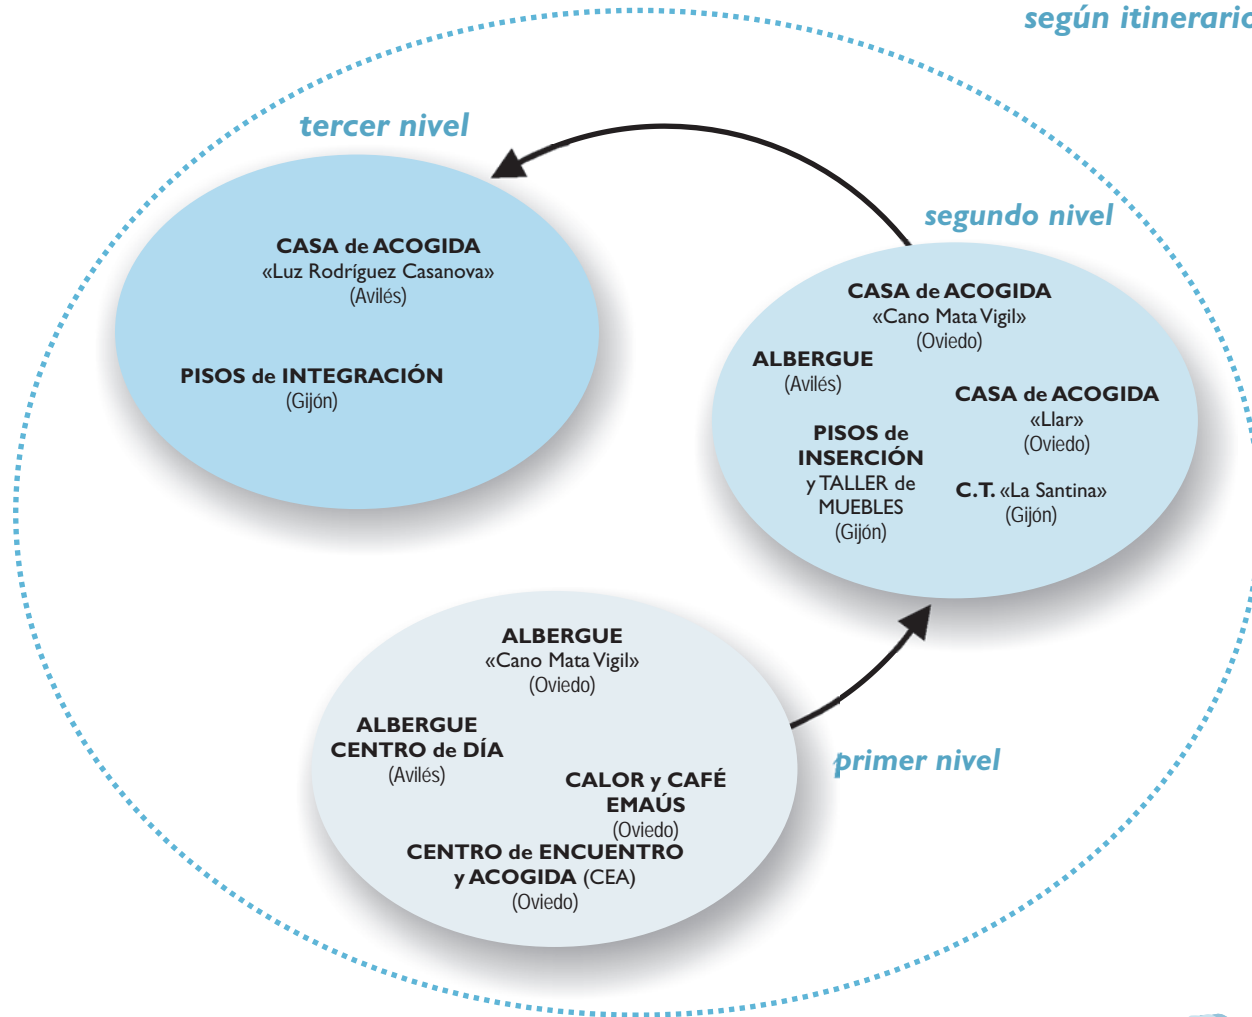 según itinerario
tercer nivel
CASA de ACOGIDA
«Luz Rodríguez Casanova»
(Avilés)
PISOS de INTEGRACIÓN
(Gijón)
segundo nivel
CASA de ACOGIDA
«Cano Mata Vigil»
(Oviedo)
ALBERGUE
(Avilés)
CASA de ACOGIDA
«Llar»
(Oviedo)
PISOS de
INSERCIÓN
y TALLER de
MUEBLES
(Gijón)
C.T. «La Santina»
(Gijón)
ALBERGUE
«Cano Mata Vigil»
(Oviedo)
ALBERGUE
CENTRO de DÍA
(Avilés)
CALOR y CAFÉ
EMAÚS
(Oviedo)
CENTRO de ENCUENTRO
y ACOGIDA (CEA)
(Oviedo)
primer nivel